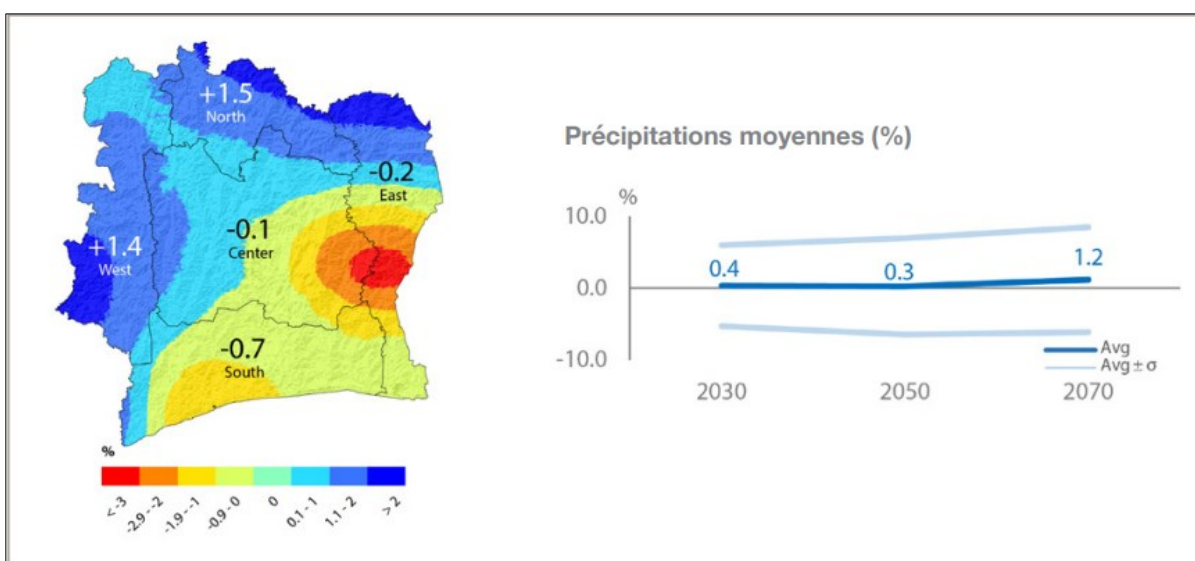 +1.5
North
-0.2
East
-0.1
Center
+1.4
West
-0.7
South
%
< -3
-2.9 - -2
-1.9 - -1
-0.9 - 0
0
0.1 - 1
1.1 - 2
> 2
Précipitations moyennes (%)
%
10.0
0.0
-10.0
0.4
0.3
1.2
Avg
Avg ± σ
2030
2050
2070